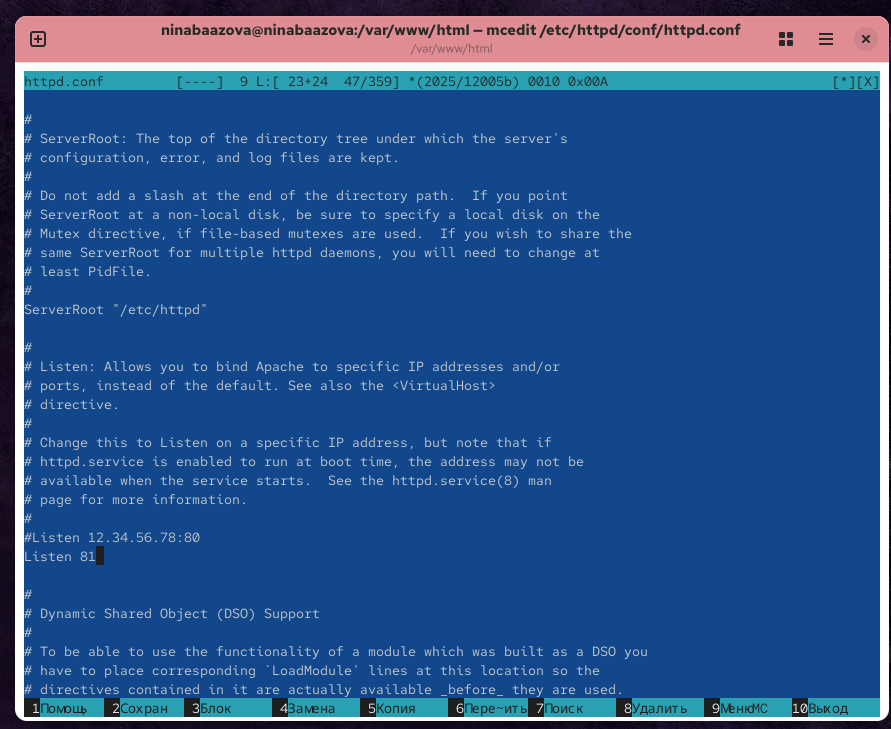 ninabaazova@ninabaazova:/var/www/html — mcedit /etc/httpd/conf/httpd.conf
/var/www/html
httpd.conf         [----]  9 L:[ 23+24  47/359] *(2025/12005b) 0010 0x00A                            [*][X]
#
# ServerRoot: The top of the directory tree under which the server's
# configuration, error, and log files are kept.
#
# Do not add a slash at the end of the directory path.  If you point
# ServerRoot at a non-local disk, be sure to specify a local disk on the
# Mutex directive, if file-based mutexes are used.  If you wish to share the
# same ServerRoot for multiple httpd daemons, you will need to change at
# least PidFile.
#
ServerRoot "/etc/httpd"
#
# Listen: Allows you to bind Apache to specific IP addresses and/or
# ports, instead of the default. See also the <VirtualHost>
# directive.
#
# Change this to Listen on a specific IP address, but note that if
# httpd.service is enabled to run at boot time, the address may not be
# available when the service starts.  See the httpd.service(8) man
# page for more information.
#
#Listen 12.34.56.78:80
Listen 81
#
# Dynamic Shared Object (DSO) Support
#
# To be able to use the functionality of a module which was built as a DSO you
# have to place corresponding `LoadModule' lines at this location so the
# directives contained in it are actually available _before_ they are used.
1Помощь 2Сохран 3Блок 4Замена 5Копия 6Пере~ить 7Поиск 8Удалить 9МенюMC 10Выход